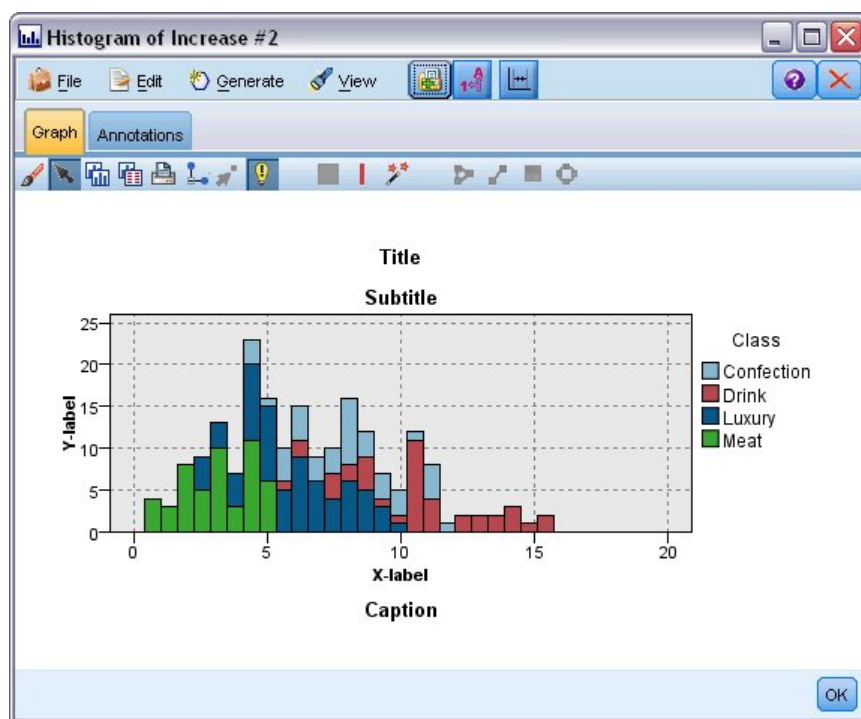 Histogram of Increase #2
File Edit Generate View
Graph Annotations
Title
Subtitle
Y-label
25
20
15
10
5
0
0 5 10 15 20
X-label
Caption
Class
Confection
Drink
Luxury
Meat
OK